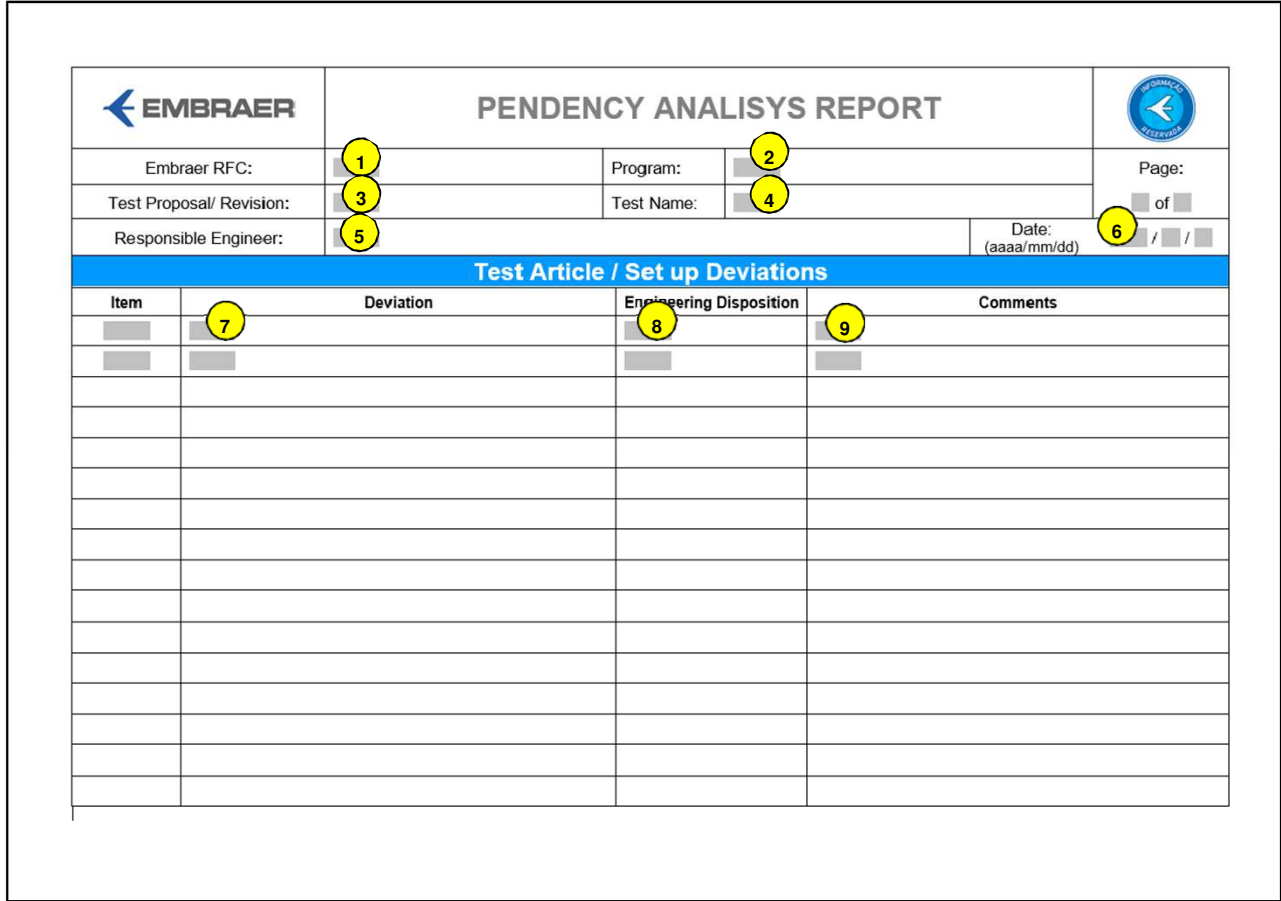 EMBRAER
PENDENCY ANALISYS REPORT
INFORMAÇÃO
RESERVADA
Embraer RFC:
1
Program:
2
Page:
Test Proposal/ Revision:
3
Test Name:
4
of
Responsible Engineer:
5
Date:
(aaaa/mm/dd)
6
/ /
Test Article / Set up Deviations
Item
Deviation
Engineering Disposition
Comments
7
8
9